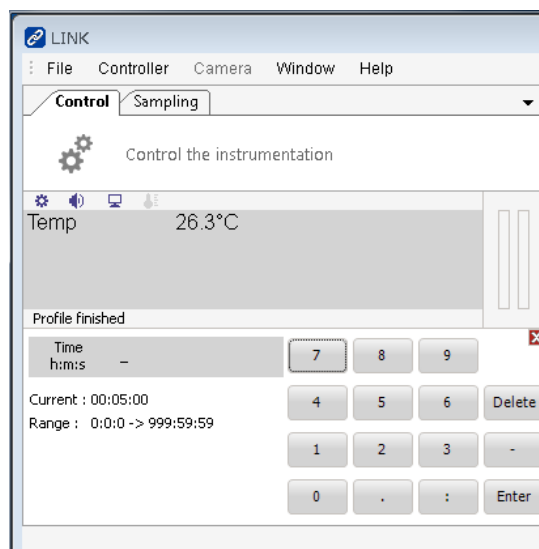 LINK
File Controller Camera Window Help
Control Sampling
Control the instrumentation
Temp 26.3°C
Profile finished
Time
h:m:s –
Current : 00:05:00
Range : 0:0:0 -> 999:59:59
7 8 9
4 5 6 Delete
1 2 3 -
0 . : Enter